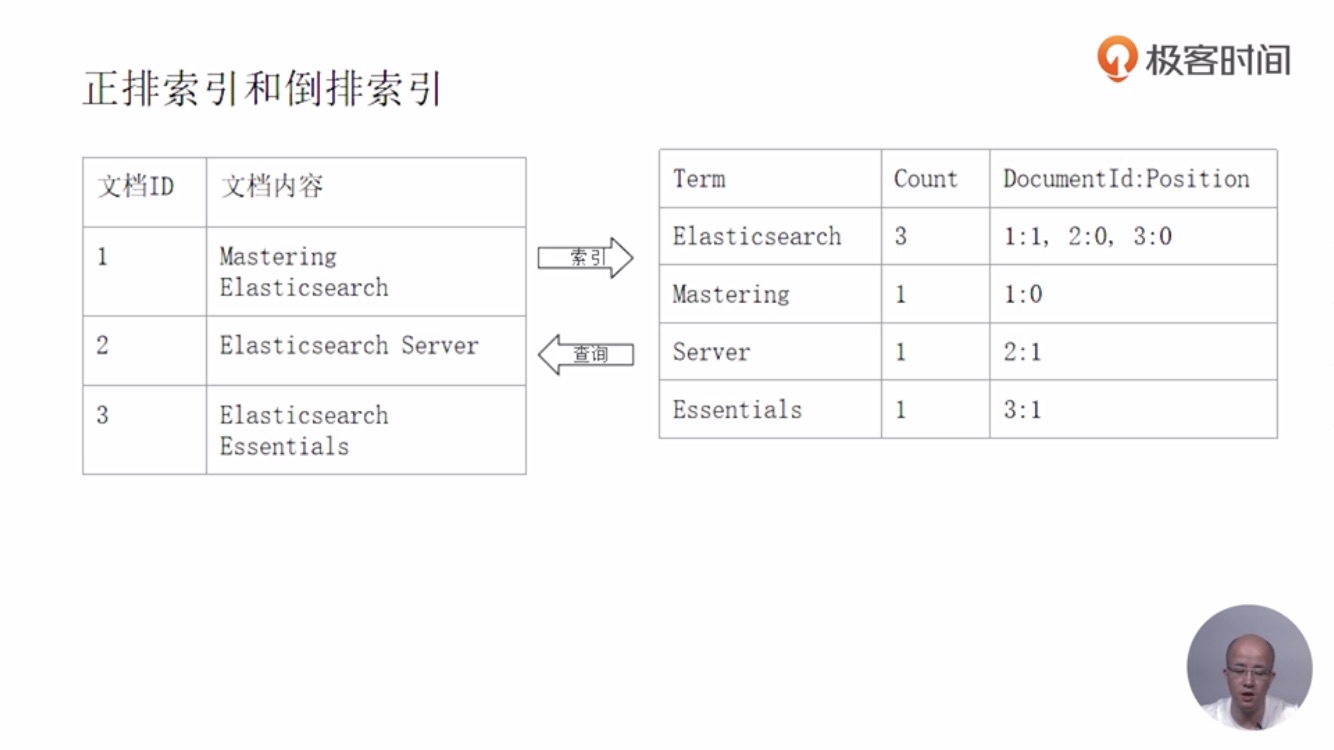 极客时间
正排索引和倒排索引
文档ID 文档内容
1 Mastering
Elasticsearch
2 Elasticsearch Server
3 Elasticsearch
Essentials
索引
查询
Term Count DocumentId:Position
Elasticsearch 3 1:1, 2:0, 3:0
Mastering 1 1:0
Server 1 2:1
Essentials 1 3:1